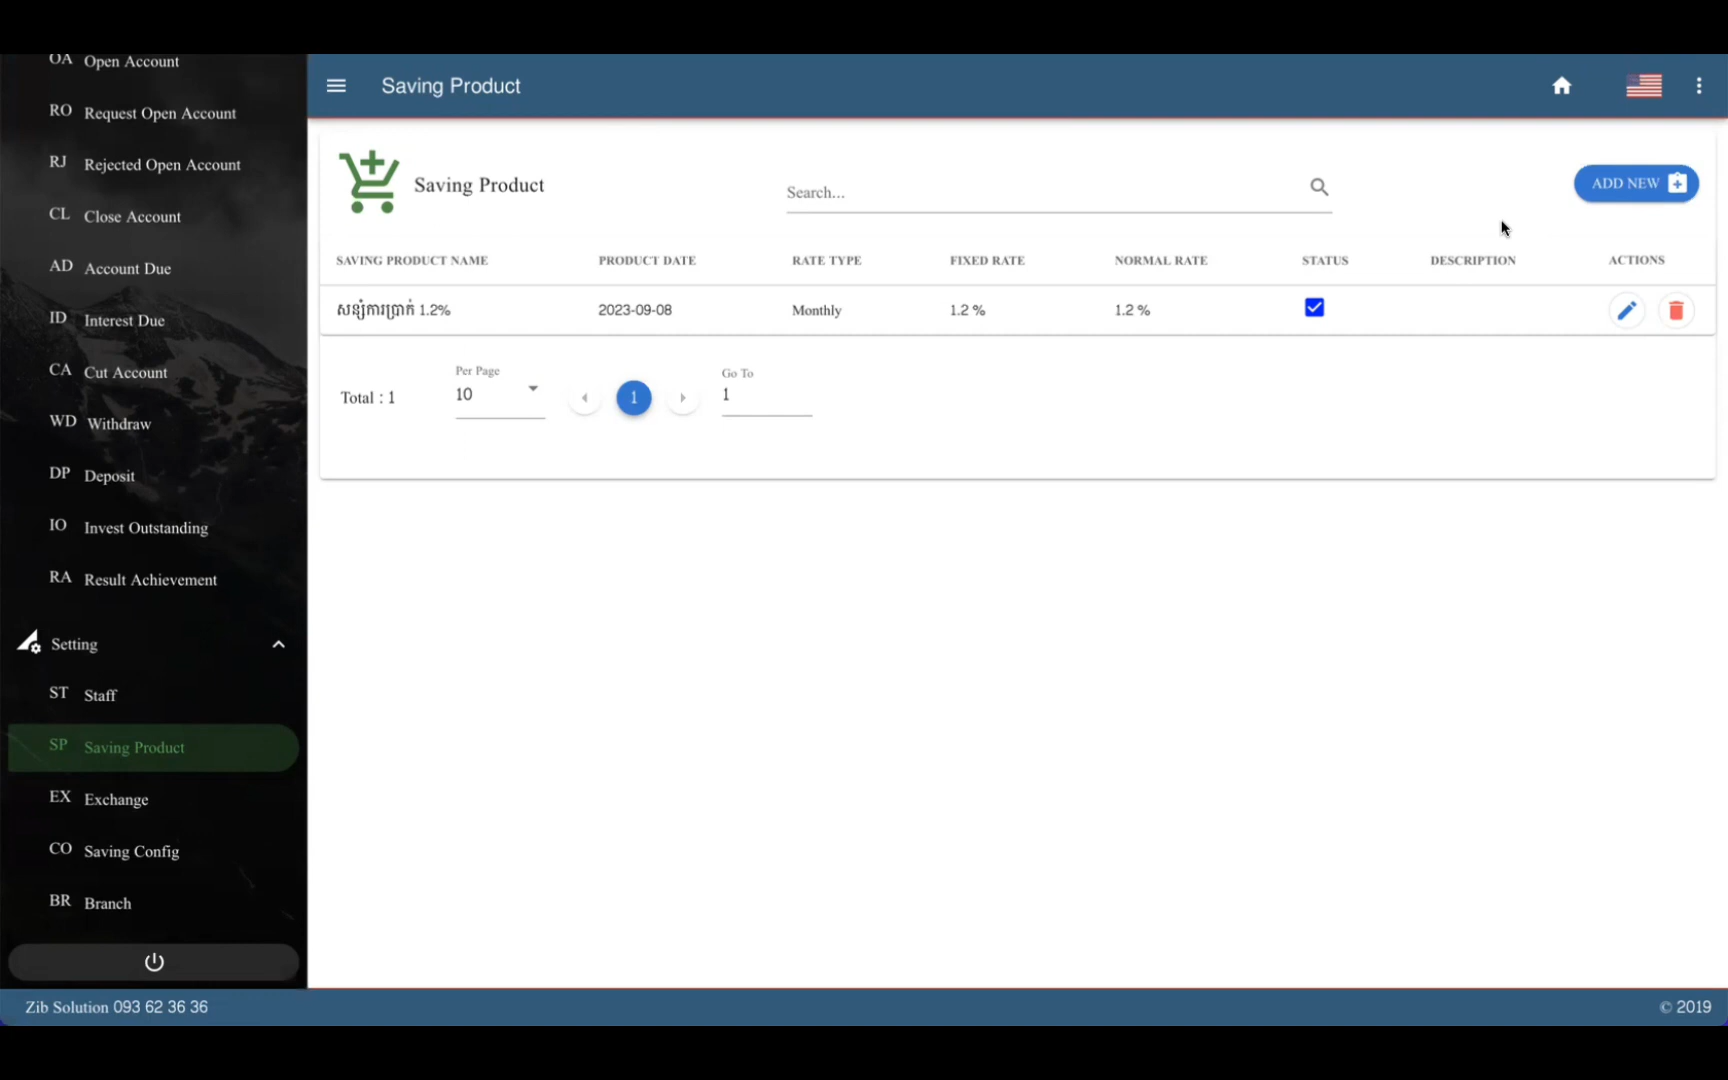 OA Open Account
RO Request Open Account
RJ Rejected Open Account
CL Close Account
AD Account Due
ID Interest Due
CA Cut Account
WD Withdraw
DP Deposit
IO Invest Outstanding
RA Result Achievement
Setting
ST Staff
SP Saving Product
EX Exchange
CO Saving Config
BR Branch
Saving Product
Saving Product
Search...
ADD NEW
SAVING PRODUCT NAME PRODUCT DATE RATE TYPE FIXED RATE NORMAL RATE STATUS DESCRIPTION ACTIONS
សន្សំការប្រាក់ 1.2% 2023-09-08 Monthly 1.2 % 1.2 %
Total : 1
Per Page
10
1
Go To
1
Zib Solution 093 62 36 36
© 2019